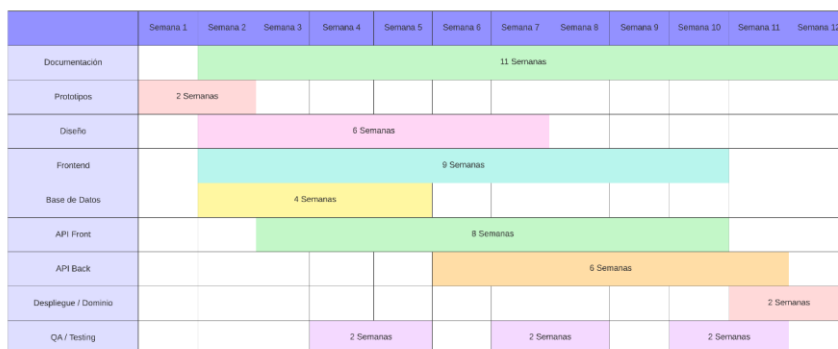 Semana 1 Semana 2 Semana 3 Semana 4 Semana 5 Semana 6 Semana 7 Semana 8 Semana 9 Semana 10 Semana 11 Semana 12
Documentación 11 Semanas
Prototipos 2 Semanas
Diseño 6 Semanas
Frontend 9 Semanas
Base de Datos 4 Semanas
API Front 8 Semanas
API Back 6 Semanas
Despliegue / Dominio 2 Semanas
QA / Testing 2 Semanas 2 Semanas 2 Semanas